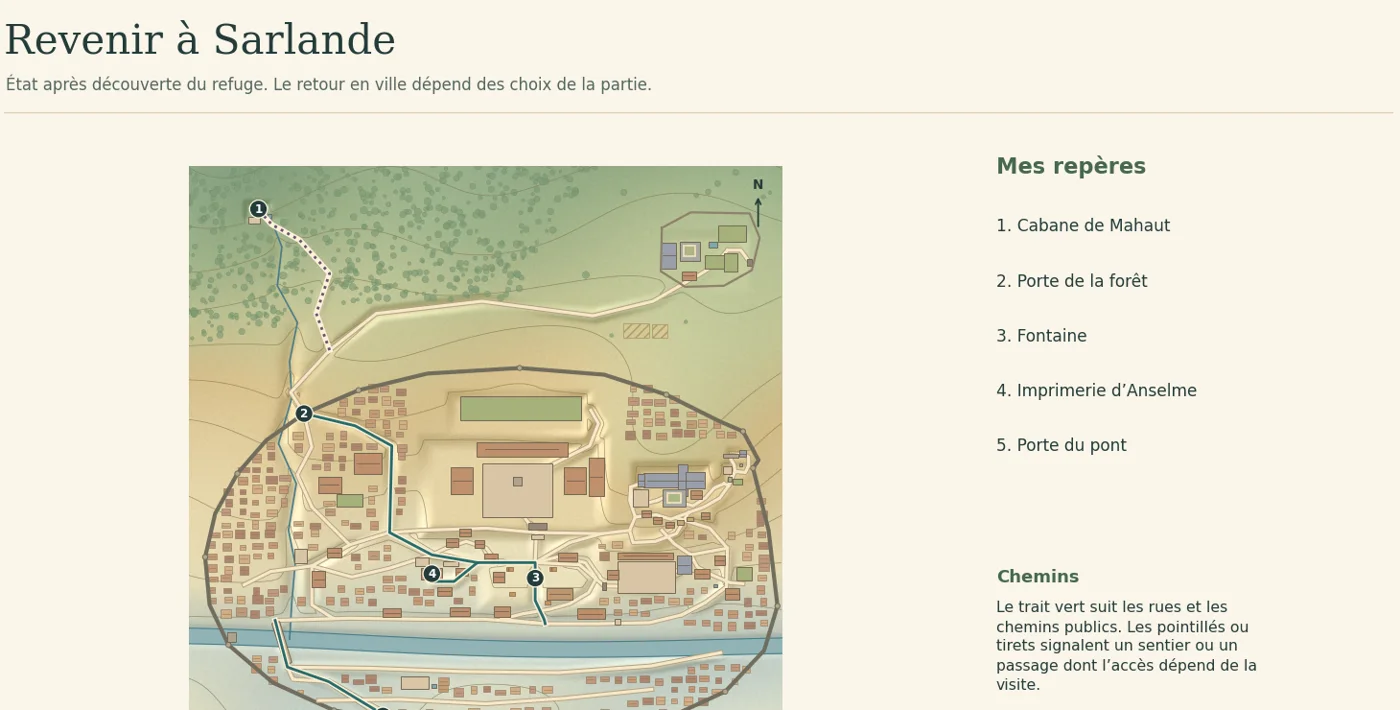 Revenir à Sarlande
État après découverte du refuge. Le retour en ville dépend des choix de la partie.
N
1
2
4
3
Mes repères
1. Cabane de Mahaut
2. Porte de la forêt
3. Fontaine
4. Imprimerie d’Anselme
5. Porte du pont
Chemins
Le trait vert suit les rues et les
chemins publics. Les pointillés ou
tirets signalent un sentier ou un
passage dont l’accès dépend de la
visite.